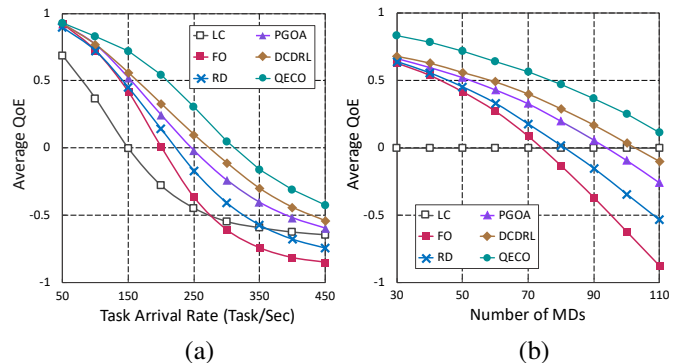 1
0.5
0
-0.5
-1
Average QoE
LC PGOA
FO DCDRL
RD QECO
50 150 250 350 450
Task Arrival Rate (Task/Sec)
(a)
1
0.5
0
-0.5
-1
Average QoE
LC PGOA
FO DCDRL
RD QECO
30 50 70 90 110
Number of MDs
(b)